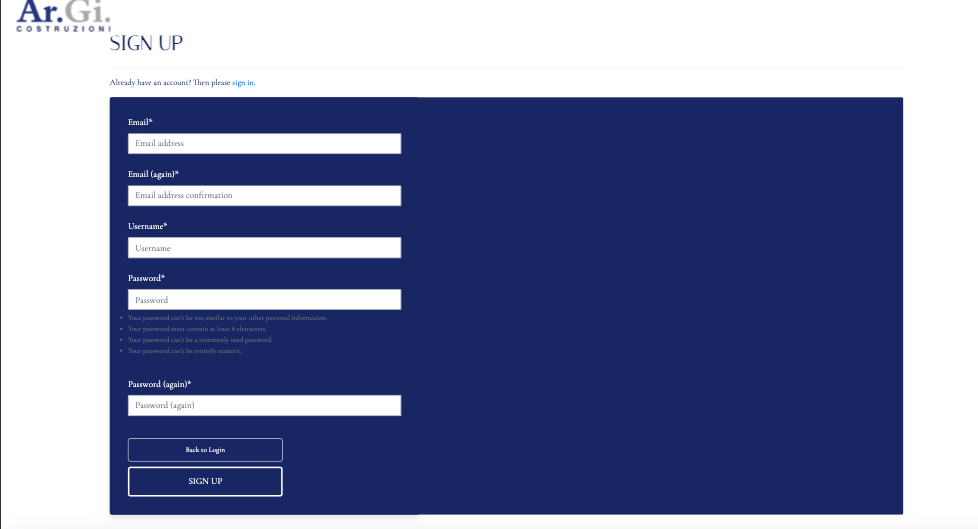 Ar.Gi.
COSTRUZIONI
SIGN UP
Already have an account? Then please sign in.
Email*
Email address
Email (again)*
Email address confirmation
Username*
Username
Password*
Password
• Your password can't be too similar to your other personal information.
• Your password must contain at least 8 characters.
• Your password can't be a commonly used password.
• Your password can't be entirely numeric.
Password (again)*
Password (again)
Back to Login
SIGN UP